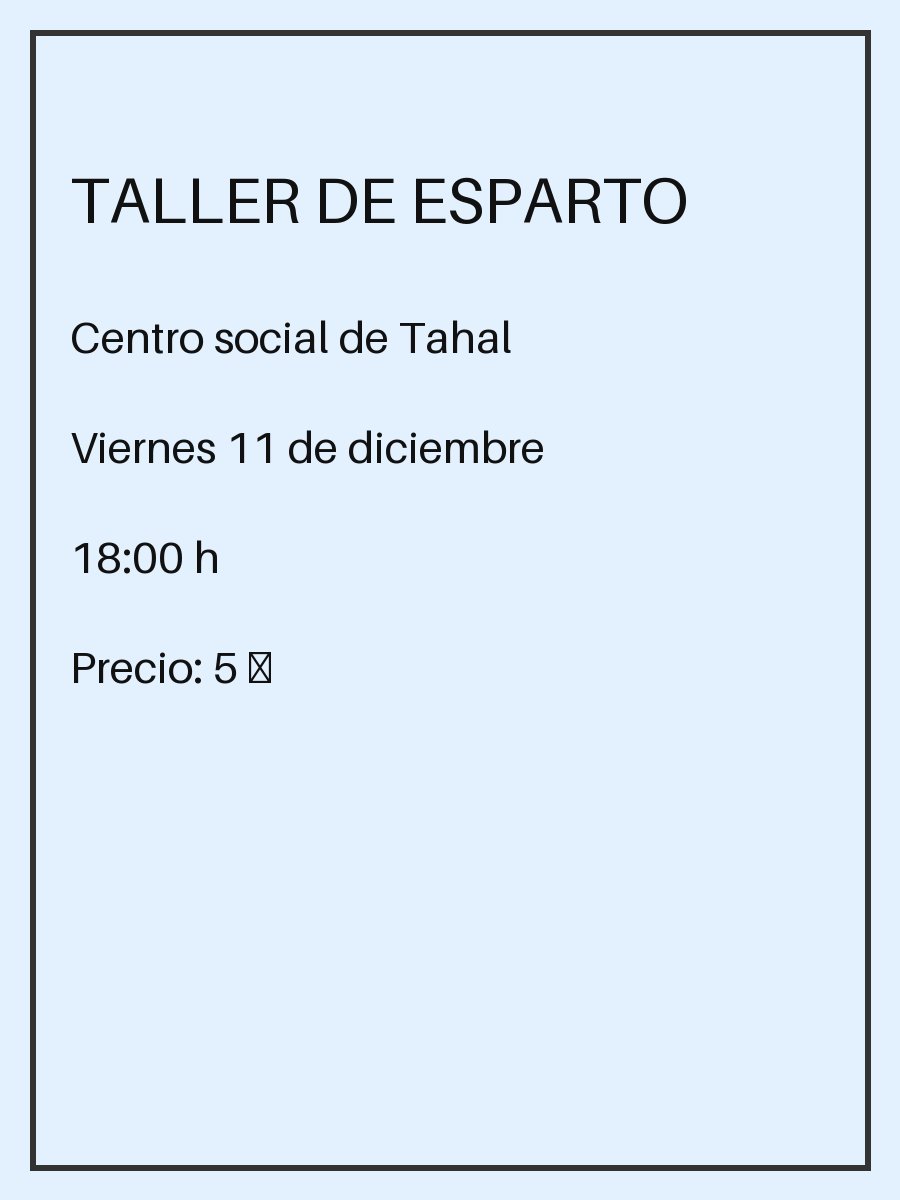 TALLER DE ESPARTO
Centro social de Tahal
Viernes 11 de diciembre
18:00 h
Precio: 5